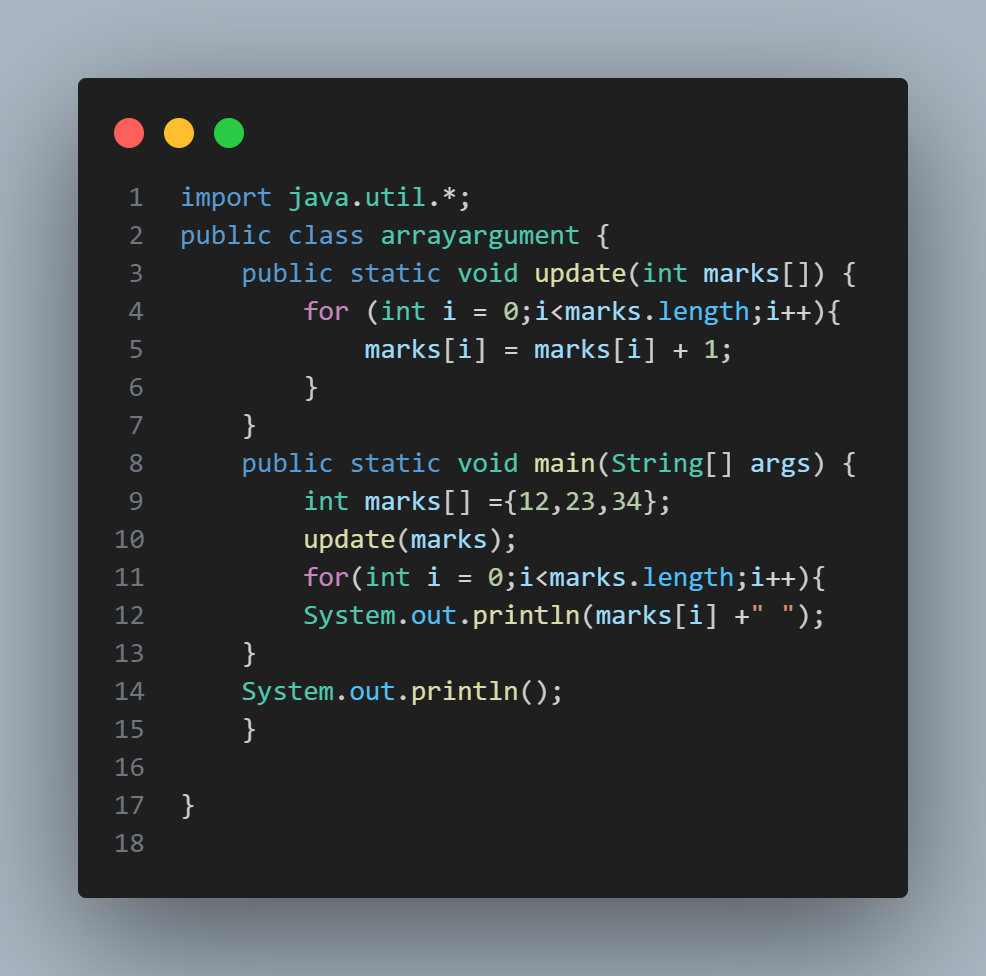 1 import java.util.*;
2 public class arrayargument {
3     public static void update(int marks[]) {
4         for (int i = 0;i<marks.length;i++){
5             marks[i] = marks[i] + 1;
6         }
7     }
8     public static void main(String[] args) {
9         int marks[] ={12,23,34};
10         update(marks);
11         for(int i = 0;i<marks.length;i++){
12         System.out.println(marks[i] +" ");
13     }
14     System.out.println();
15     }
16
17 }
18